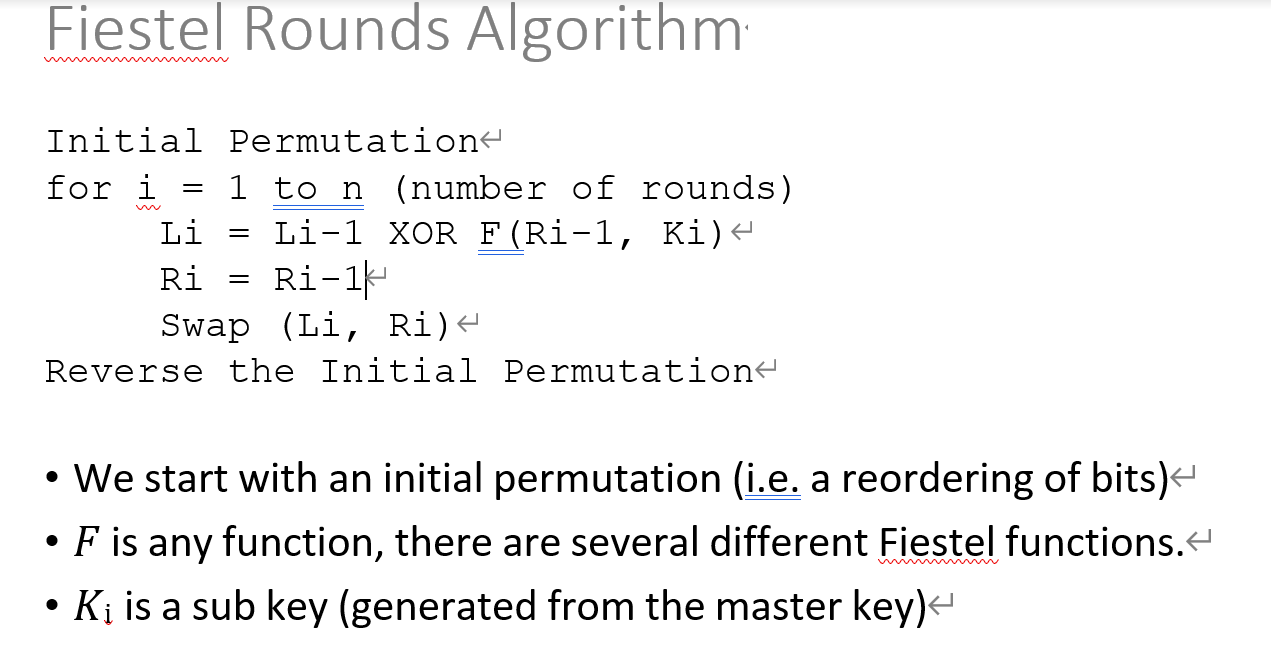 Fiestel Rounds Algorithm
Initial Permutation↵
for i = 1 to n (number of rounds)
Li = Li-1 XOR F(Ri-1, Ki)↵
Ri = Ri-1↵
Swap (Li, Ri)↵
Reverse the Initial Permutation↵
• We start with an initial permutation (i.e. a reordering of bits)↵
• F is any function, there are several different Fiestel functions.↵
• Ki is a sub key (generated from the master key)↵